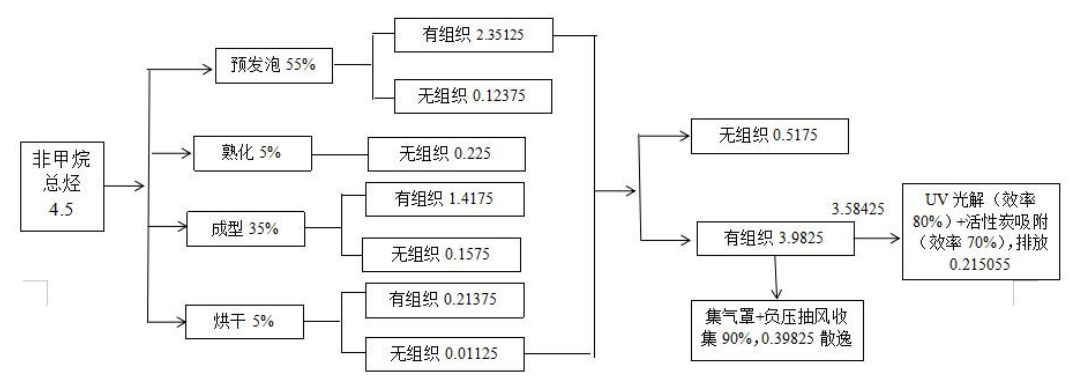 非甲烷
总烃
4.5
预发泡 55%
有组织 2.35125
无组织 0.12375
熟化 5%
无组织 0.225
成型 35%
有组织 1.4175
无组织 0.1575
烘干 5%
有组织 0.21375
无组织 0.01125
无组织 0.5175
有组织 3.9825
3.58425
UV 光解（效率
80%）+活性炭吸附
（效率 70%），排放
0.215055
集气罩+负压抽风收
集 90%,0.39825 散逸